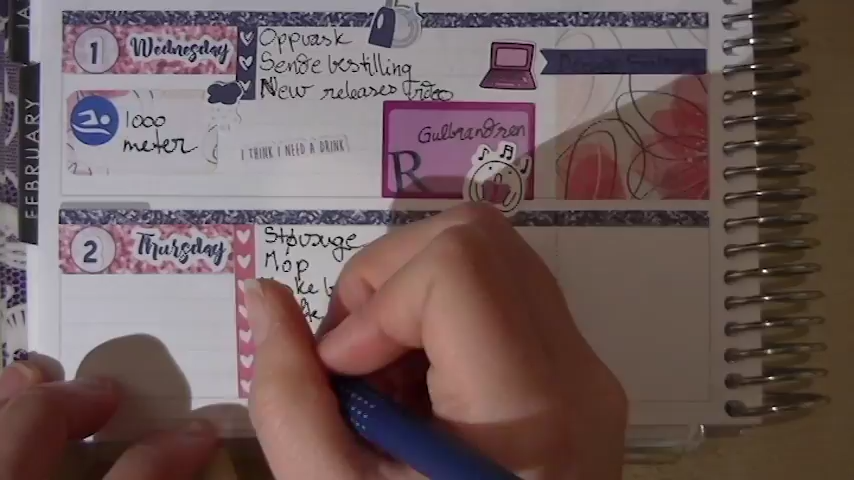 FEBRUARY
1 Wednesday
Oppvask
Sende bestilling
New releases video
1000
meter
I THINK I NEED A DRINK
Gulbrandsen
R
2 Thursday
Støvsuge
Mop